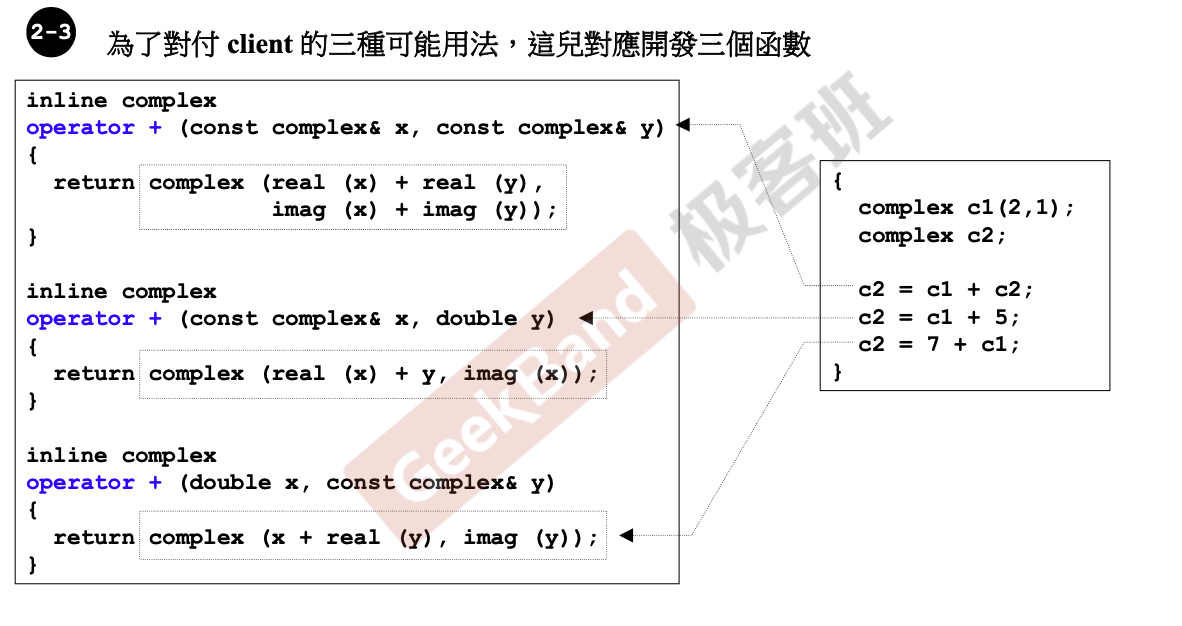 2-3
為了對付 client 的三種可能用法，這兒對應開發三個函數
inline complex
operator + (const complex& x, const complex& y)
{
  return complex (real (x) + real (y),
                  imag (x) + imag (y));
}
inline complex
operator + (const complex& x, double y)
{
  return complex (real (x) + y, imag (x));
}
inline complex
operator + (double x, const complex& y)
{
  return complex (x + real (y), imag (y));
}
{
  complex c1(2,1);
  complex c2;
  c2 = c1 + c2;
  c2 = c1 + 5;
  c2 = 7 + c1;
}
GeekBand 极客班